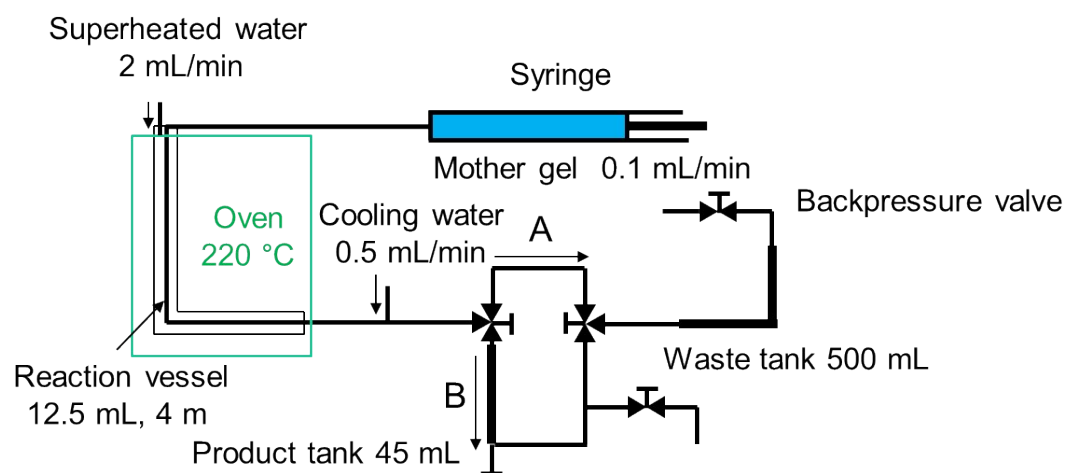 Superheated water
2 mL/min
Syringe
Mother gel 0.1 mL/min
Backpressure valve
Oven
220 °C
Cooling water
0.5 mL/min
A
Waste tank 500 mL
Reaction vessel
12.5 mL, 4 m
B
Product tank 45 mL